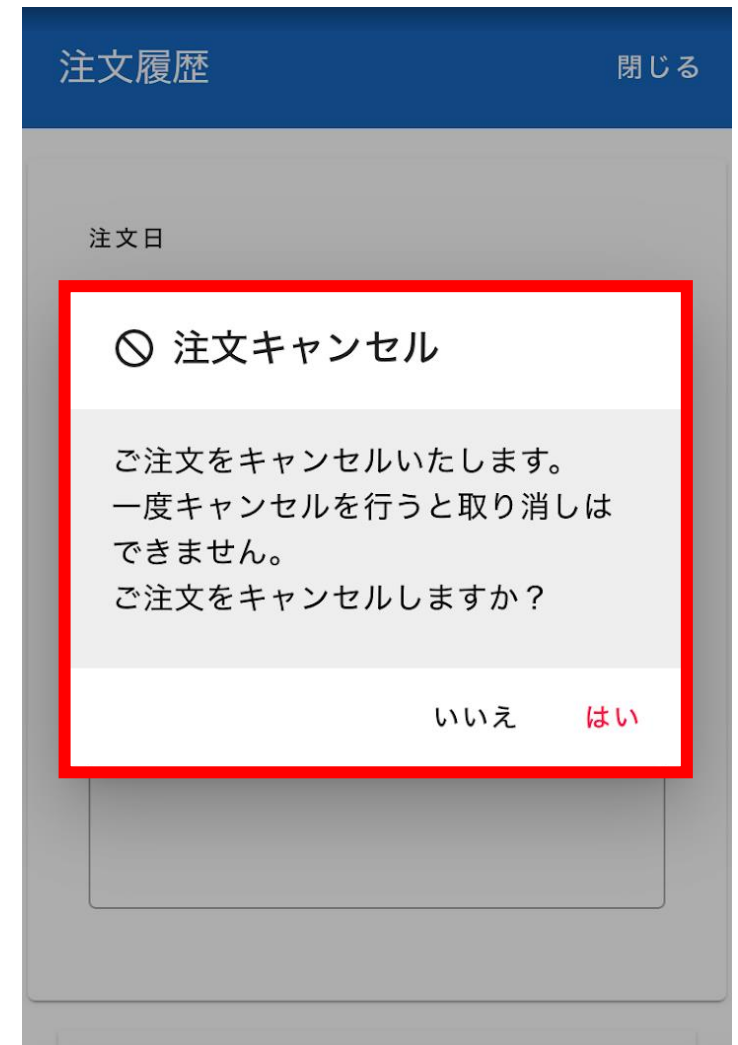 注文履歴
閉じる
注文日
注文キャンセル
ご注文をキャンセルいたします。
一度キャンセルを行うと取り消しは
できません。
ご注文をキャンセルしますか？
いいえ
はい